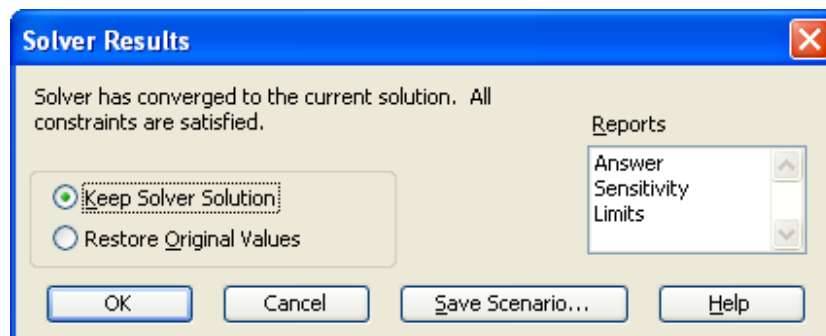 Solver Results
Solver has converged to the current solution. All
constraints are satisfied.
Reports
Answer
Sensitivity
Limits
Keep Solver Solution
Restore Original Values
OK Cancel Save Scenario... Help